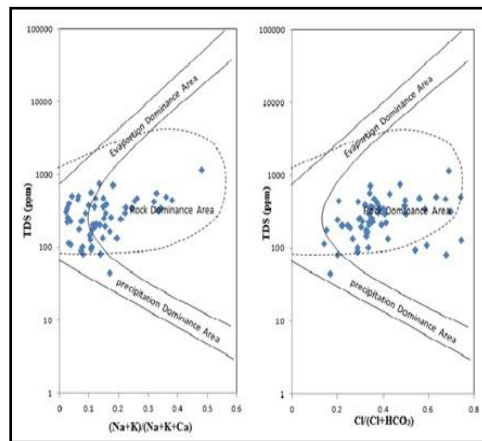 100000
10000
1000
100
10
1
TDS (ppm)
Evaportion Dominance Area
Rock Dominance Area
precipitation Dominance Area
0 0.1 0.2 0.3 0.4 0.5 0.6
(Na+K)/(Na+K+Ca)
100000
10000
1000
100
10
1
TDS (ppm)
Evaportion Dominance Area
Rock Dominance Area
precipitation Dominance Area
0 0.2 0.4 0.6 0.8
Cl/(Cl+HCO₃)